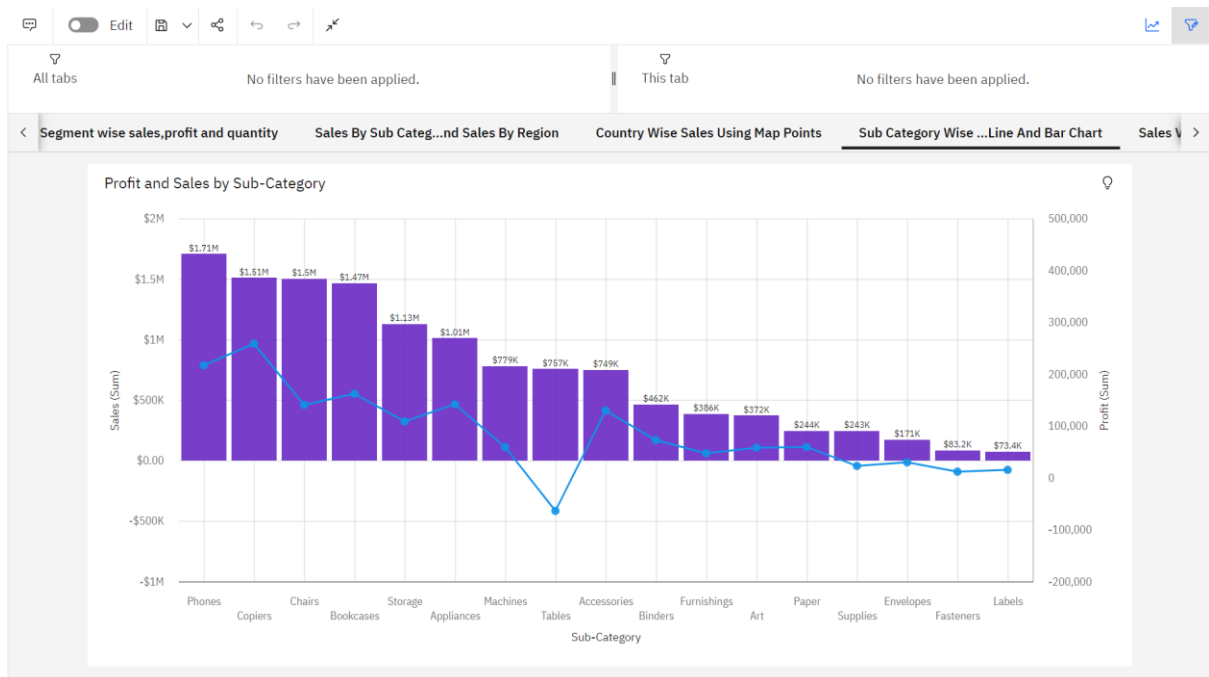 Edit
All tabs
No filters have been applied.
This tab
No filters have been applied.
Segment wise sales,profit and quantity
Sales By Sub Categ...nd Sales By Region
Country Wise Sales Using Map Points
Sub Category Wise ...Line And Bar Chart
Sales
Profit and Sales by Sub-Category
$2M
$1.5M
$1M
$500K
$0.00
-$500K
-$1M
Sales (Sum)
$1.71M
$1.51M
$1.5M
$1.47M
$1.13M
$1.01M
$779K
$757K
$749K
$462K
$386K
$372K
$244K
$243K
$171K
$83.2K
$73.4K
500,000
400,000
300,000
200,000
100,000
0
-100,000
-200,000
Profit (Sum)
Phones
Copiers
Chairs
Bookcases
Storage
Appliances
Machines
Tables
Accessories
Binders
Furnishings
Art
Paper
Supplies
Envelopes
Fasteners
Labels
Sub-Category